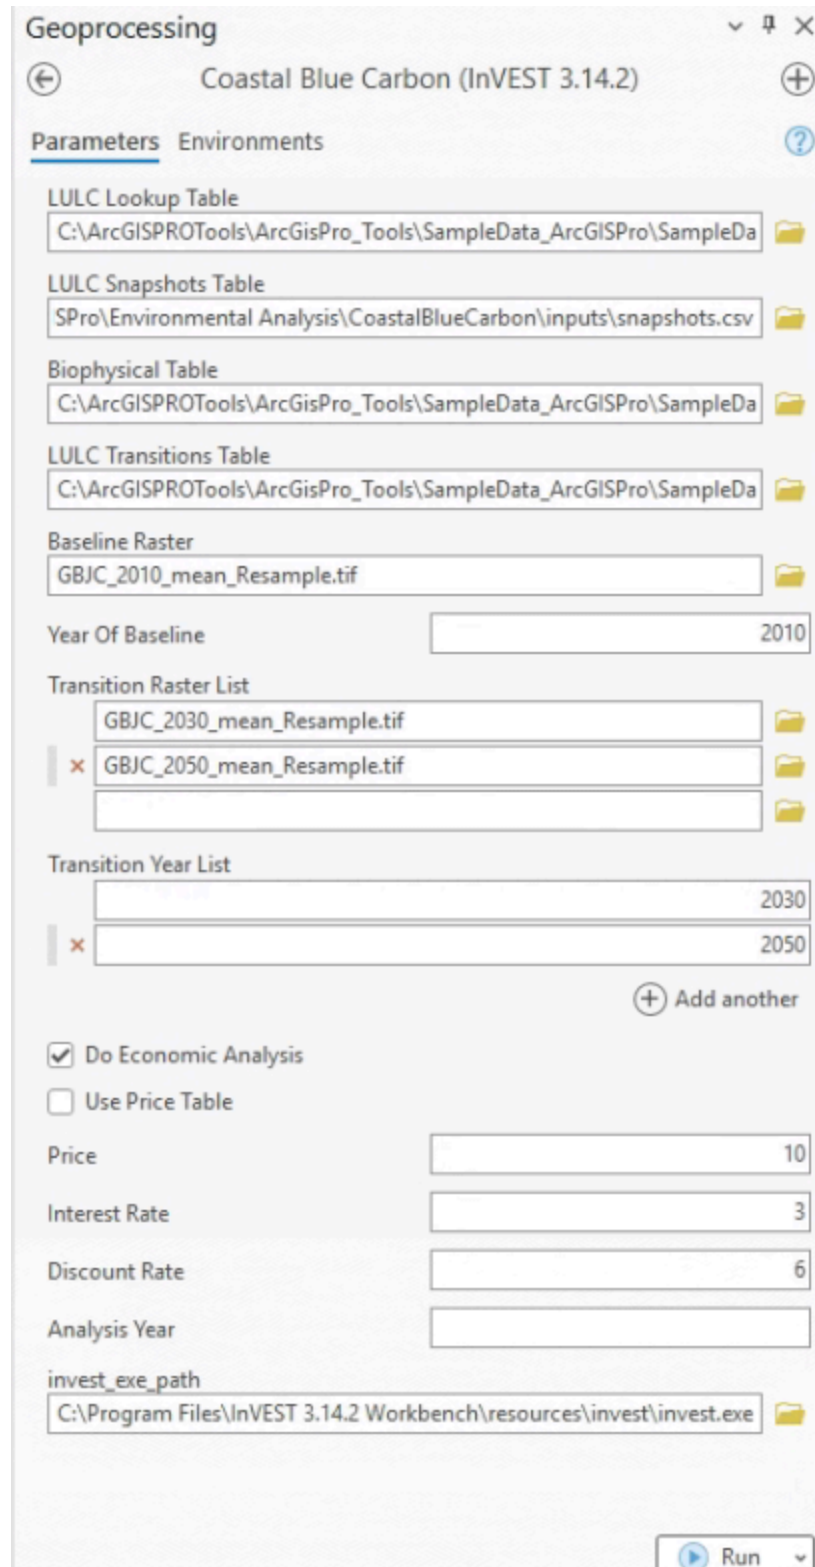 Geoprocessing
Coastal Blue Carbon (InVEST 3.14.2)
Parameters Environments
LULC Lookup Table
C:\ArcGISPROTools\ArcGisPro_Tools\SampleData_ArcGISPro\SampleDa
LULC Snapshots Table
SPro\Environmental Analysis\CoastalBlueCarbon\inputs\snapshots.csv
Biophysical Table
C:\ArcGISPROTools\ArcGisPro_Tools\SampleData_ArcGISPro\SampleDa
LULC Transitions Table
C:\ArcGISPROTools\ArcGisPro_Tools\SampleData_ArcGISPro\SampleDa
Baseline Raster
GBJC_2010_mean_Resample.tif
Year Of Baseline 2010
Transition Raster List
GBJC_2030_mean_Resample.tif
GBJC_2050_mean_Resample.tif
Transition Year List
2030
2050
Add another
Do Economic Analysis
Use Price Table
Price 10
Interest Rate 3
Discount Rate 6
Analysis Year
invest_exe_path
C:\Program Files\InVEST 3.14.2 Workbench\resources\invest\invest.exe
Run